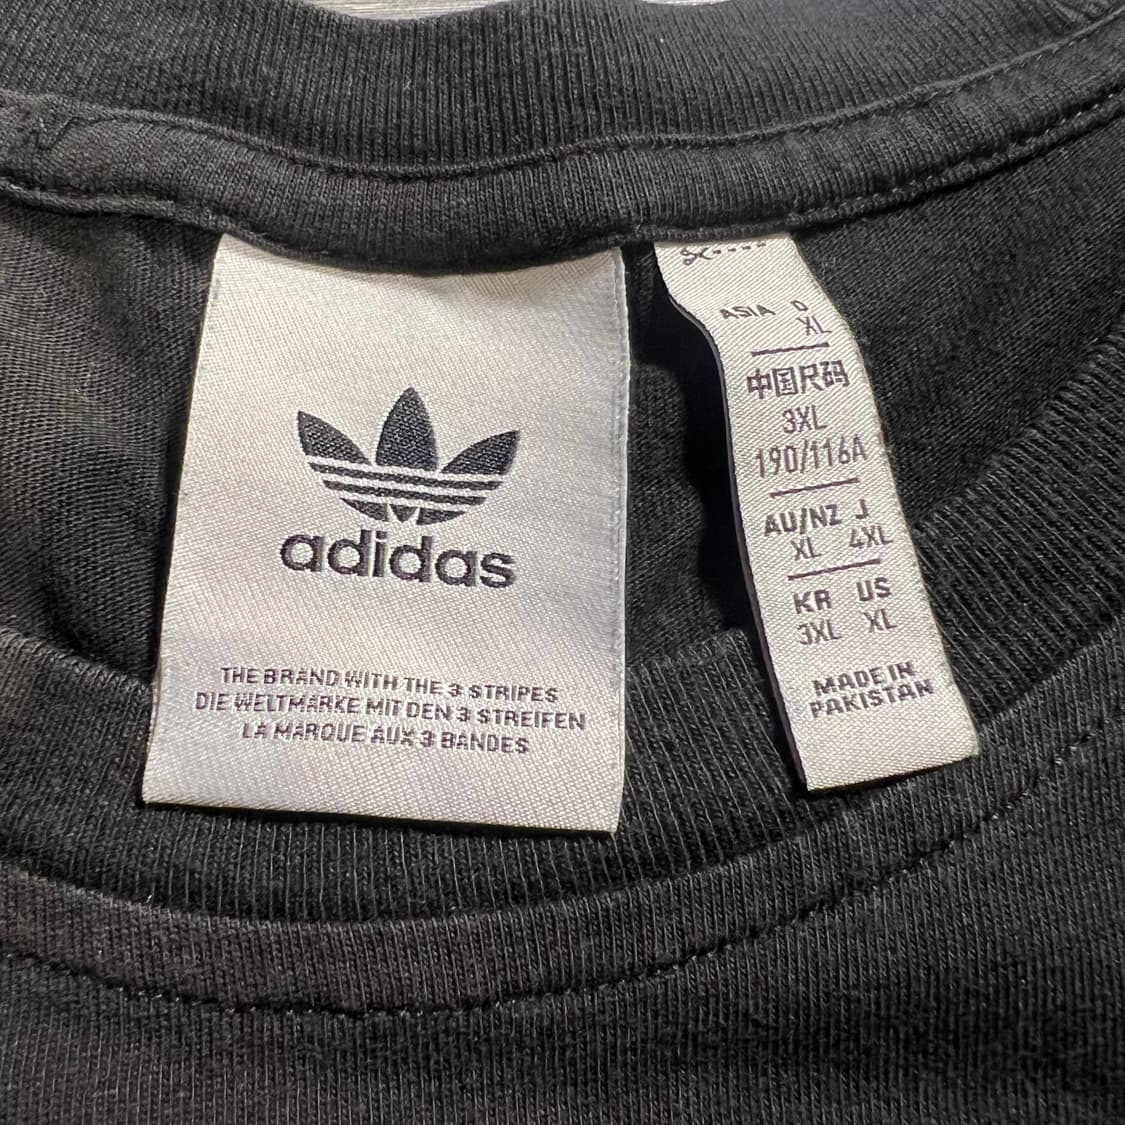 adidas
THE BRAND WITH THE 3 STRIPES
DIE WELTMARKE MIT DEN 3 STREIFEN
LA MARQUE AUX 3 BANDES
ASIA D
XL
中国尺码
3XL
190/116A
AU/NZ J
XL 4XL
KR US
3XL XL
MADE IN
PAKISTAN